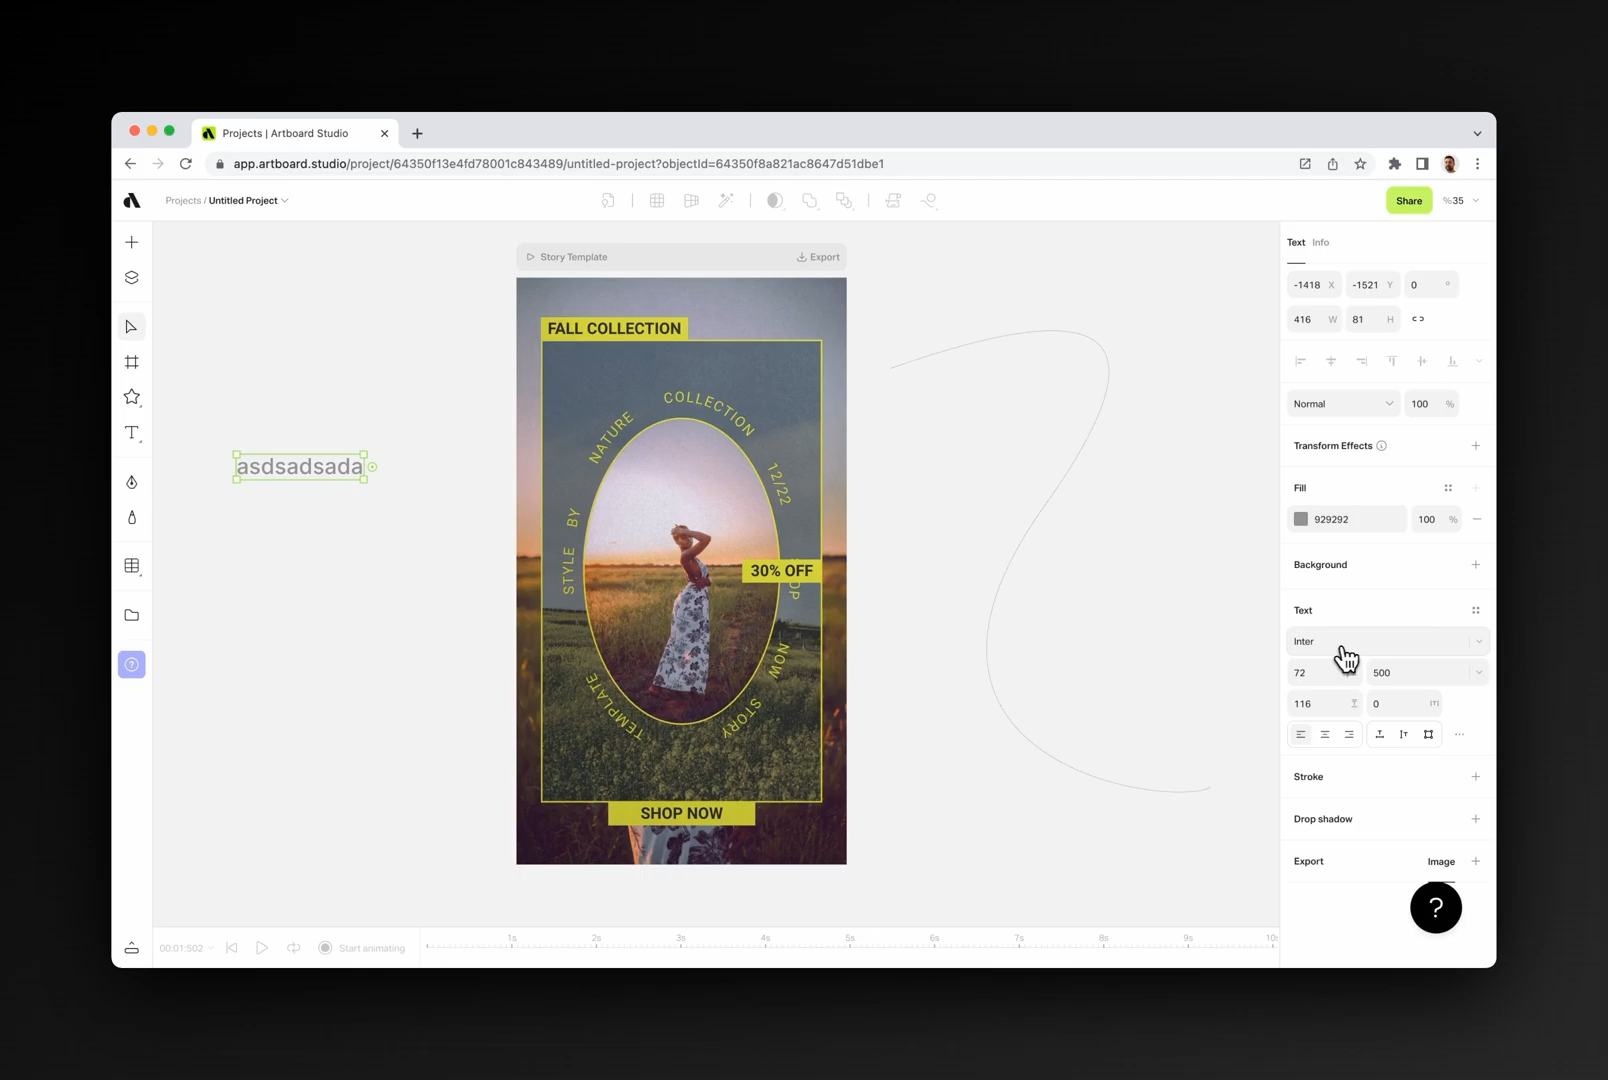 Projects | Artboard Studio
app.artboard.studio/project/64350f13e4fd78001c843489/untitled-project?objectId=64350f8a821ac8647d51dbe1
Projects / Untitled Project
Share
%35
Story Template
Export
FALL COLLECTION
STYLE BY NATURE COLLECTION 12/22
OP NOW STORY TEMPLATE
30% OFF
SHOP NOW
asdsadsada
Text Info
-1418 X -1521 Y 0 °
416 W 81 H
Normal 100 %
Transform Effects
Fill
929292 100 %
Background
Text
Inter
72 500
116 0
Stroke
Drop shadow
Export Image
?
00:01:502
Start animating
1s 2s 3s 4s 5s 6s 7s 8s 9s 10s